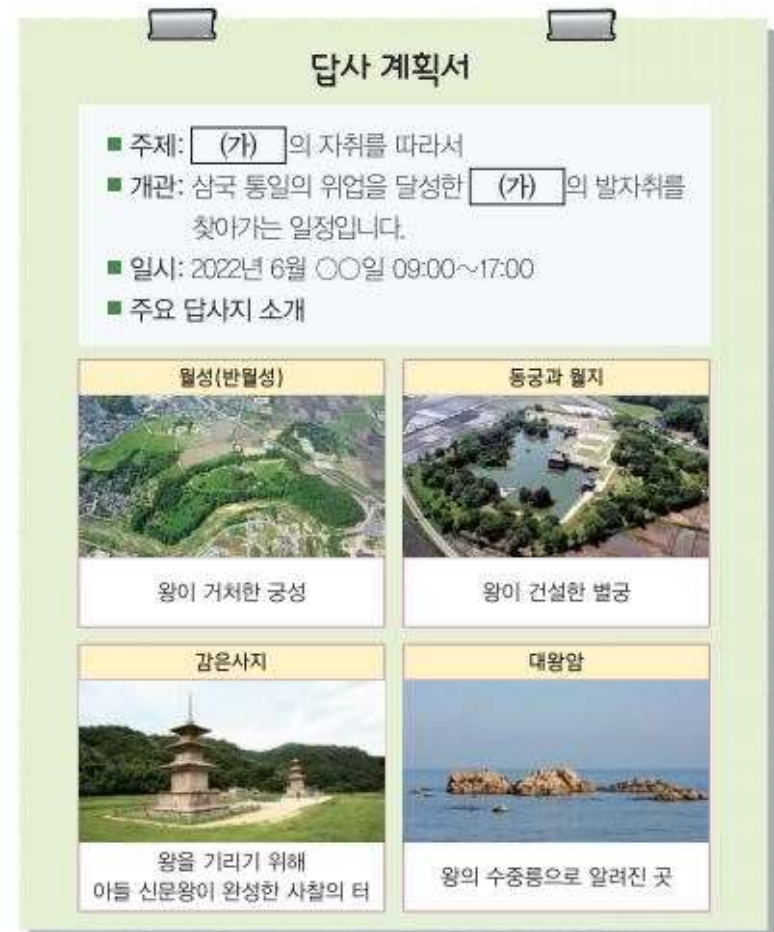 답사 계획서
■ 주제: (가) 의 자취를 따라서
■ 개관: 삼국 통일의 위업을 달성한 (가) 의 발자취를
찾아가는 일정입니다.
■ 일시: 2022년 6월 ○○일 09:00~17:00
■ 주요 답사지 소개
월성(반월성)
왕이 거처한 궁성
동궁과 월지
왕이 건설한 별궁
감은사지
왕을 기리기 위해
아들 신문왕이 완성한 사찰의 터
대왕암
왕의 수중릉으로 알려진 곳